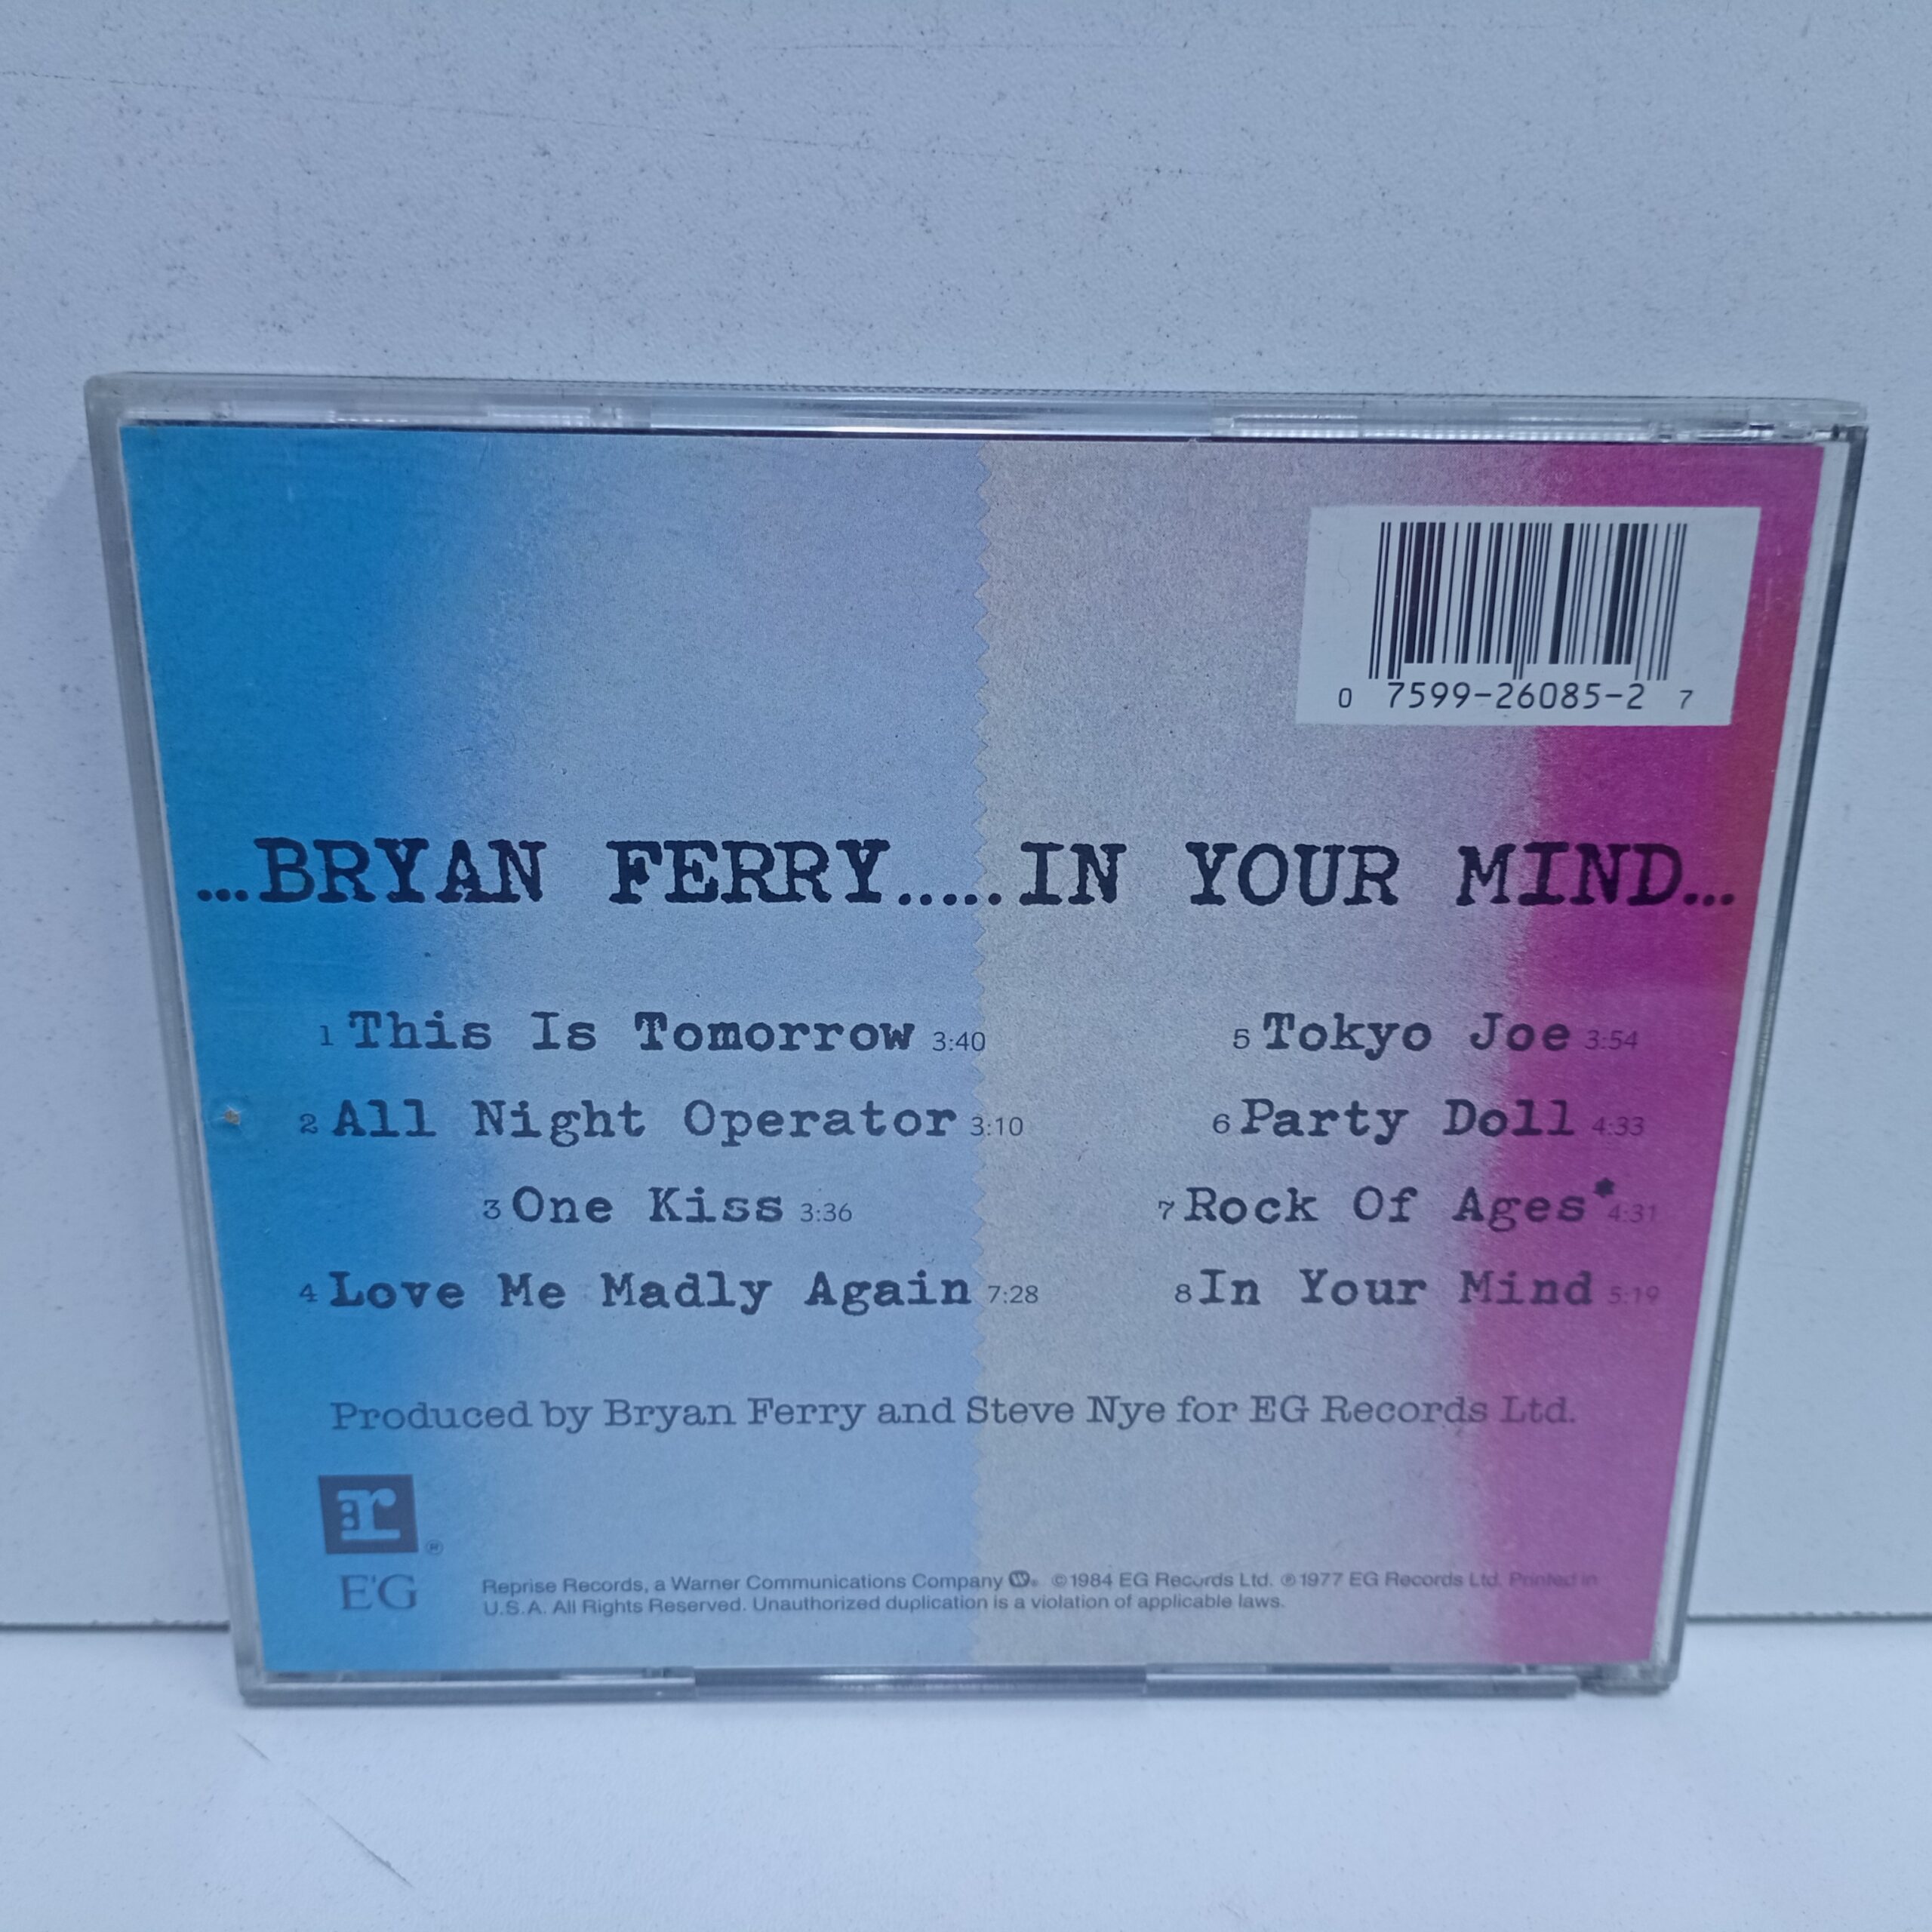 0 7599-26085-2 7
...BRYAN FERRY.....IN YOUR MIND...
1 This Is Tomorrow 3:40
2 All Night Operator 3:10
3 One Kiss 3:36
4 Love Me Madly Again 7:28
5 Tokyo Joe 3:54
6 Party Doll 4:33
7 Rock Of Ages* 4:31
8 In Your Mind 5:19
Produced by Bryan Ferry and Steve Nye for EG Records Ltd.
r ®
E'G
Reprise Records, a Warner Communications Company W. ©1984 EG Records Ltd. ℗1977 EG Records Ltd. Printed in
U.S.A. All Rights Reserved. Unauthorized duplication is a violation of applicable laws.